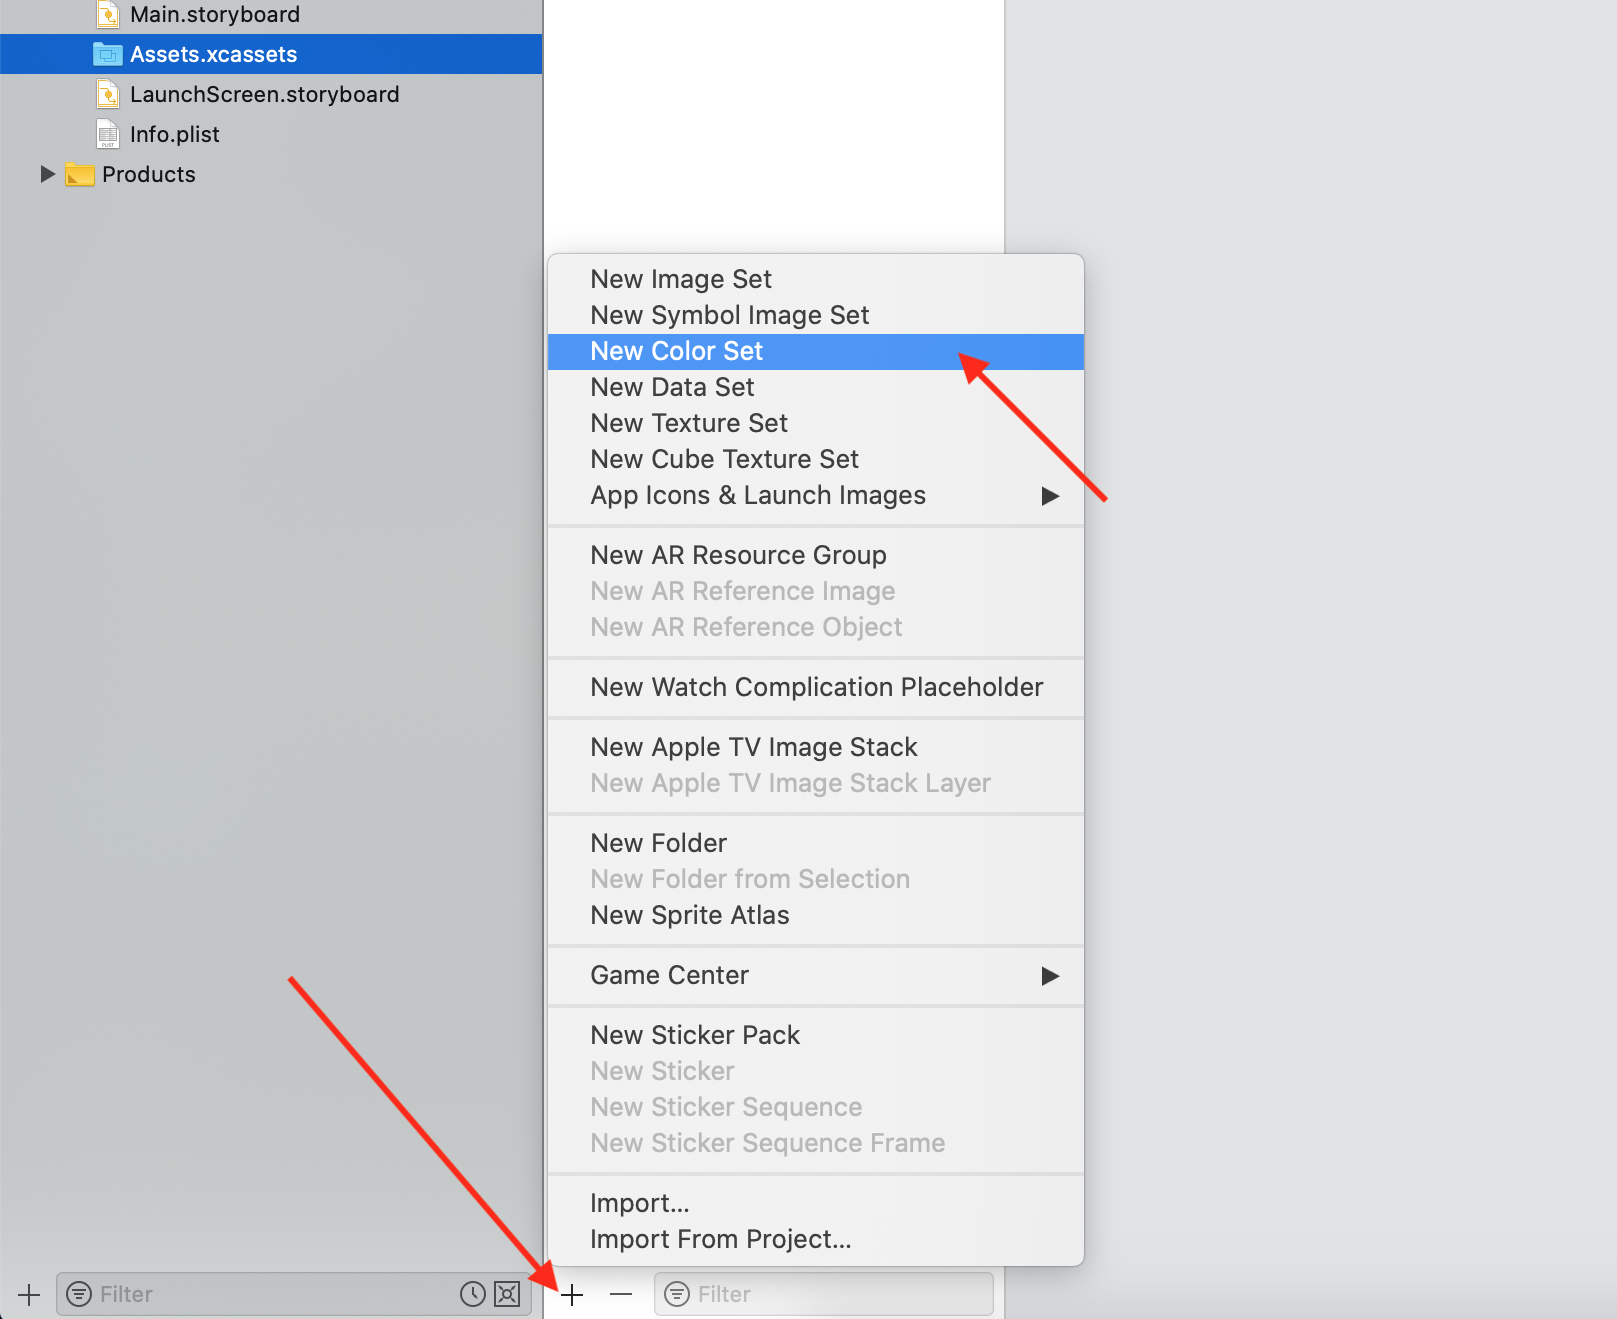 Main.storyboard
Assets.xcassets
LaunchScreen.storyboard
Info.plist
Products
New Image Set
New Symbol Image Set
New Color Set
New Data Set
New Texture Set
New Cube Texture Set
App Icons & Launch Images
New AR Resource Group
New AR Reference Image
New AR Reference Object
New Watch Complication Placeholder
New Apple TV Image Stack
New Apple TV Image Stack Layer
New Folder
New Folder from Selection
New Sprite Atlas
Game Center
New Sticker Pack
New Sticker
New Sticker Sequence
New Sticker Sequence Frame
Import...
Import From Project...
Filter
Filter